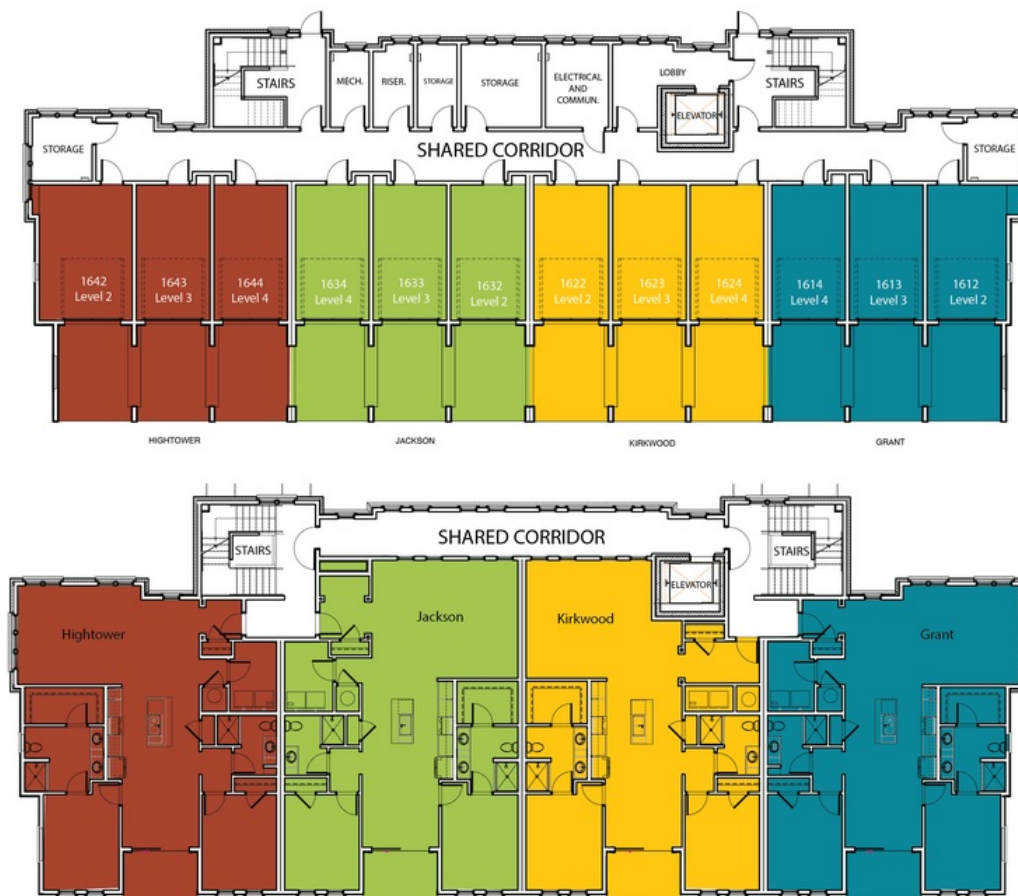 STAIRS
MECH.
RISER.
STORAGE
STORAGE
ELECTRICAL
AND
COMMUN.
LOBBY
ELEVATOR
STAIRS
STORAGE
SHARED CORRIDOR
STORAGE
1642
Level 2
1643
Level 3
1644
Level 4
1634
Level 4
1633
Level 3
1632
Level 2
1622
Level 2
1623
Level 3
1624
Level 4
1614
Level 4
1613
Level 3
1612
Level 2
HIGHTOWER
JACKSON
KIRKWOOD
GRANT
SHARED CORRIDOR
STAIRS
STAIRS
ELEVATOR
Hightower
Jackson
Kirkwood
Grant